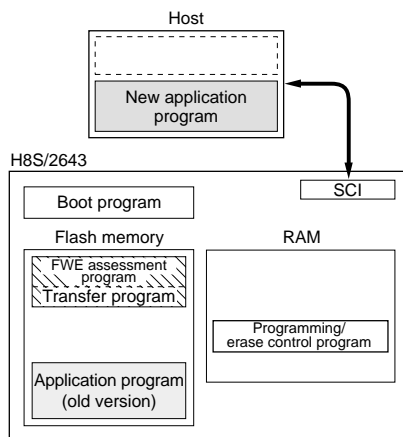 Host
New application
program
H8S/2643
SCI
Boot program
Flash memory
RAM
FWE assessment
program
Transfer program
Programming/
erase control program
Application program
(old version)